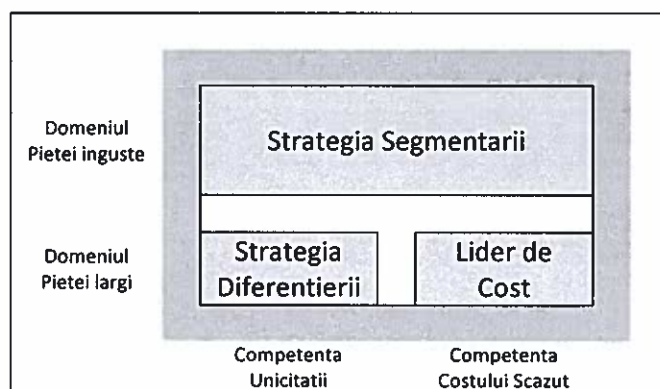 Domeniul
Pietei inguste
Strategia Segmentarii
Domeniul
Pietei largi
Strategia
Diferentierii
Lider de
Cost
Competenta
Unicitatii
Competenta
Costului Scazut